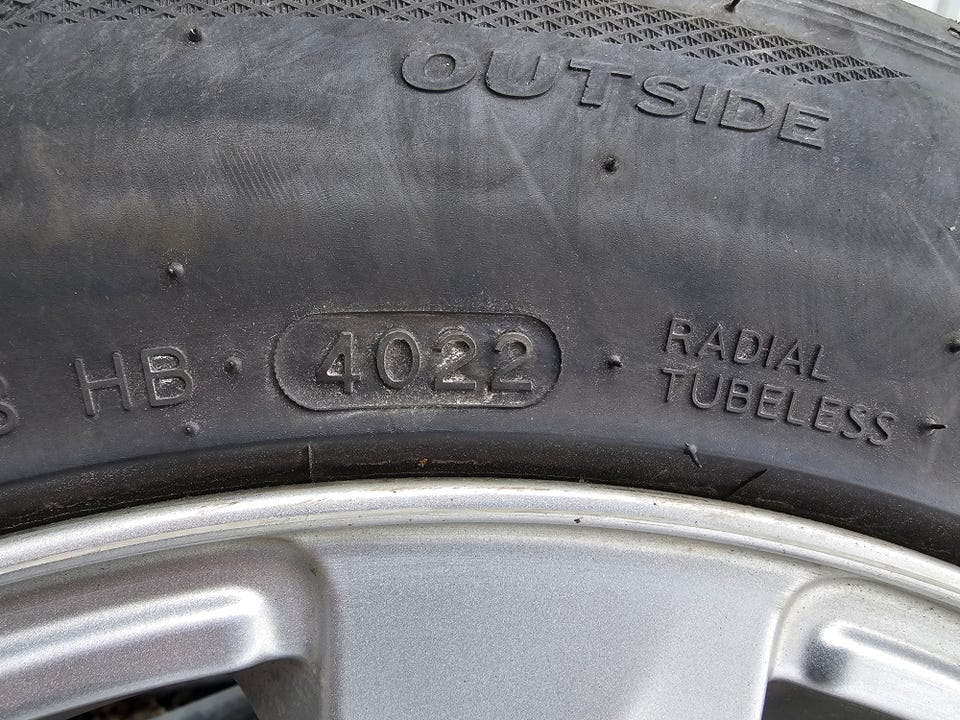 OUTSIDE
HB 4022
RADIAL
TUBELESS